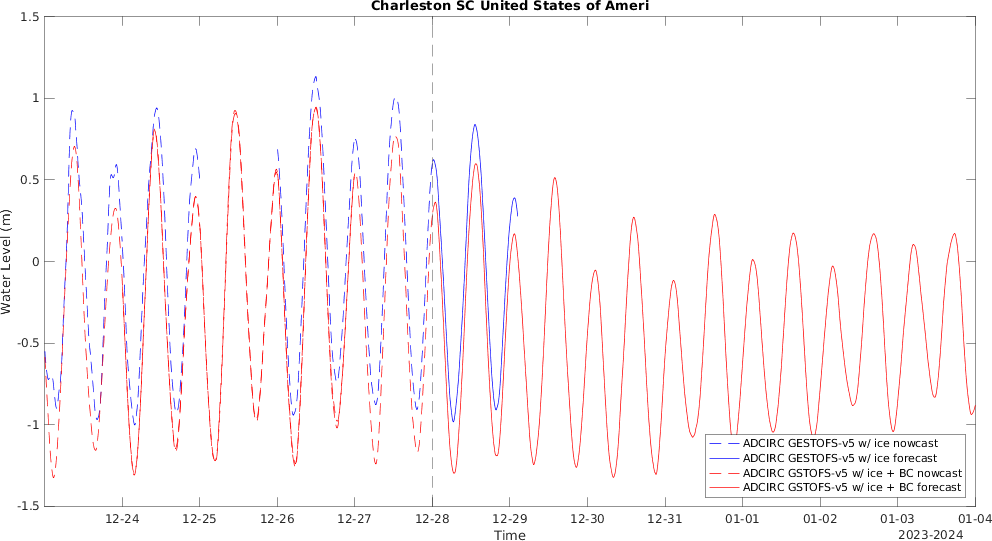 Charleston SC United States of Ameri
1.5
1
0.5
0
-0.5
-1
-1.5
Water Level (m)
12-24 12-25 12-26 12-27 12-28 12-29 12-30 12-31 01-01 01-02 01-03 01-04
Time
2023-2024
ADCIRC GESTOFS-v5 w/ ice nowcast
ADCIRC GESTOFS-v5 w/ ice forecast
ADCIRC GSTOFS-v5 w/ ice + BC nowcast
ADCIRC GSTOFS-v5 w/ ice + BC forecast